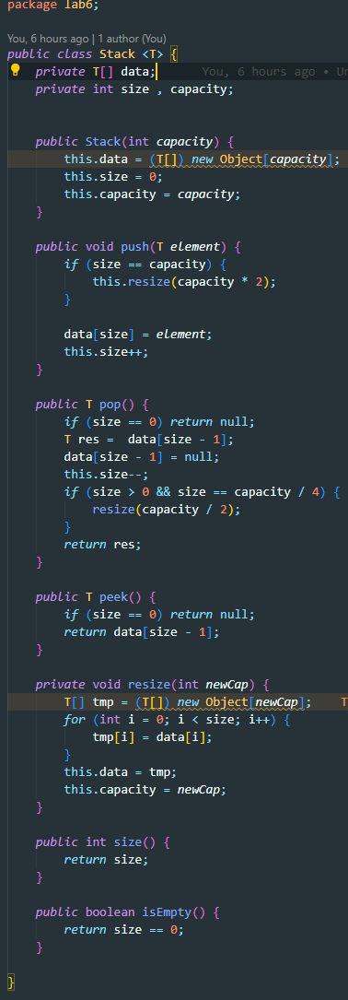 package lab6;
You, 6 hours ago | 1 author (You)
public class Stack <T> {
    private T[] data;        You, 6 hours ago • Un
    private int size , capacity;
    public Stack(int capacity) {
        this.data = (T[]) new Object[capacity];
        this.size = 0;
        this.capacity = capacity;
    }
    public void push(T element) {
        if (size == capacity) {
            this.resize(capacity * 2);
        }
        data[size] = element;
        this.size++;
    }
    public T pop() {
        if (size == 0) return null;
        T res =  data[size - 1];
        data[size - 1] = null;
        this.size--;
        if (size > 0 && size == capacity / 4) {
            resize(capacity / 2);
        }
        return res;
    }
    public T peek() {
        if (size == 0) return null;
        return data[size - 1];
    }
    private void resize(int newCap) {
        T[] tmp = (T[]) new Object[newCap];    T
        for (int i = 0; i < size; i++) {
            tmp[i] = data[i];
        }
        this.data = tmp;
        this.capacity = newCap;
    }
    public int size() {
        return size;
    }
    public boolean isEmpty() {
        return size == 0;
    }
}